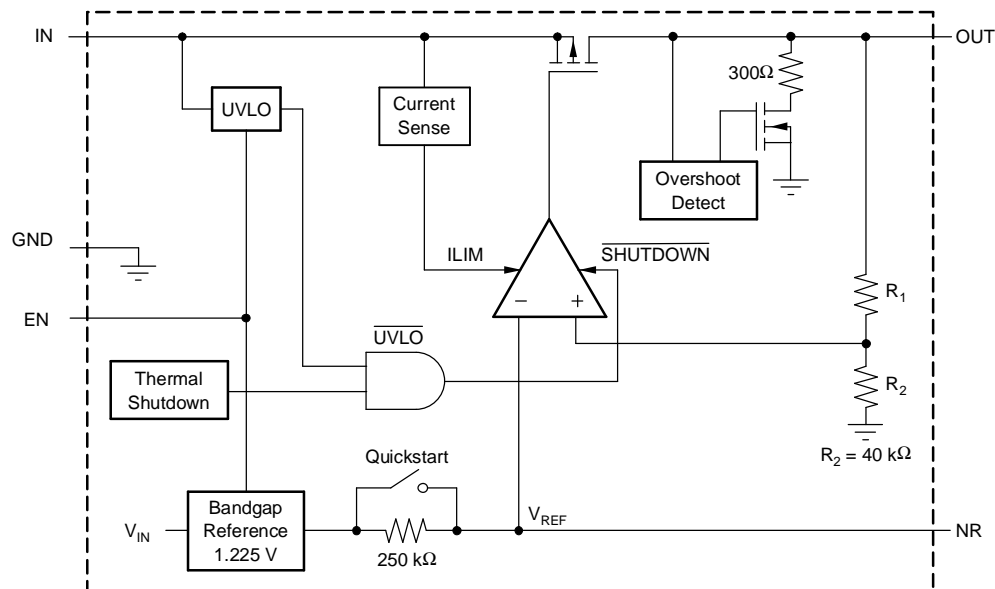 IN
OUT
300Ω
UVLO
Current
Sense
Overshoot
Detect
GND
ILIM
SHUTDOWN
− +
R1
EN
UVLO
Thermal
Shutdown
R2
R2 = 40 kΩ
Quickstart
Bandgap
Reference
1.225 V
VIN
VREF
NR
250 kΩ